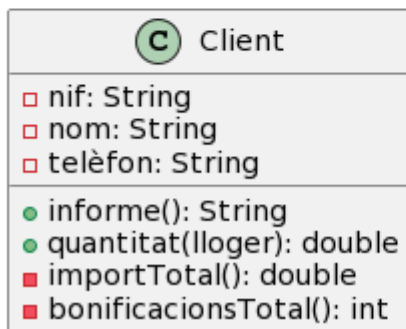 C Client
nif: String
nom: String
telèfon: String
informe(): String
quantitat(lloger): double
importTotal(): double
bonificacionsTotal(): int